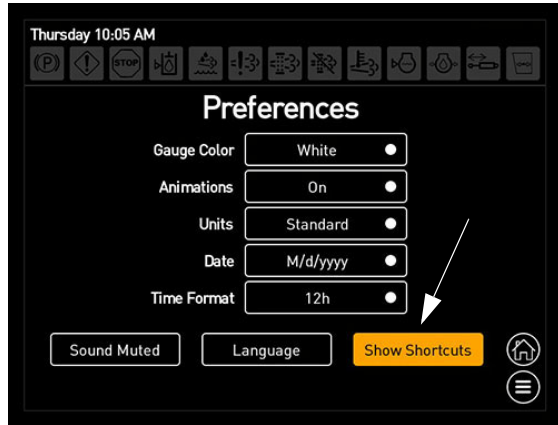 Thursday 10:05 AM
(P) STOP
Preferences
Gauge Color White
Animations On
Units Standard
Date M/d/yyyy
Time Format 12h
Sound Muted Language Show Shortcuts